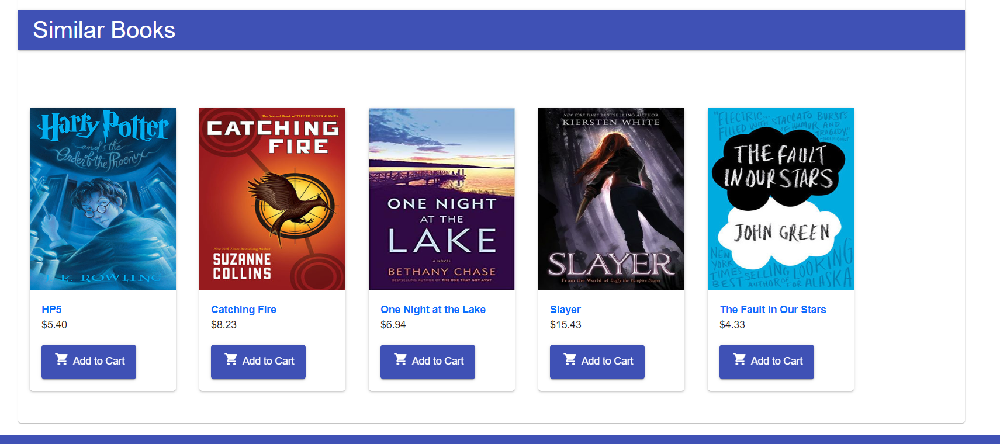 Similar Books
Harry Potter
and the
Order of the Phoenix
J. K. ROWLING
HP5
$5.40
Add to Cart
The Second Book of THE HUNGER GAMES
CATCHING
FIRE
New York Times Bestselling Author
SUZANNE
COLLINS
Catching Fire
$8.23
Add to Cart
ONE NIGHT
AT THE
LAKE
A NOVEL
BETHANY CHASE
BESTSELLING AUTHOR OF THE ONE THAT GOT AWAY
One Night at the Lake
$6.94
Add to Cart
NEW YORK TIMES BESTSELLING AUTHOR
KIERSTEN WHITE
SLAYER
From the World of Buffy the Vampire Slayer
Slayer
$15.43
Add to Cart
"ELECTRIC... STACCATO BURSTS
FILLED WITH OF HUMOR AND
TRAGEDY."
—JODI PICOULT
THE FAULT
IN OUR STARS
JOHN GREEN
NEW
YORK
TIMES
BEST SELLING
AUTHOR OF
LOOKING
FOR ALASKA
The Fault in Our Stars
$4.33
Add to Cart